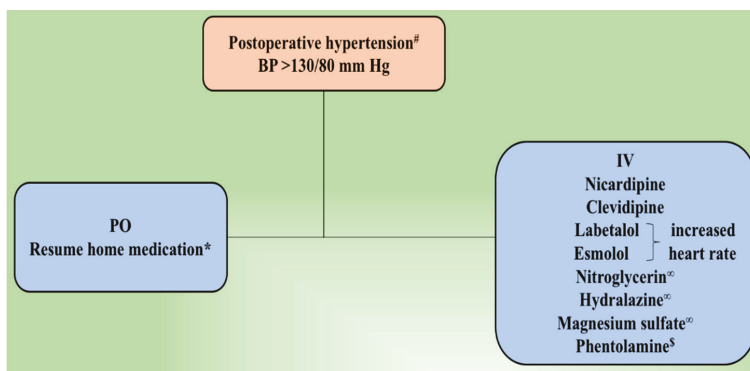 Postoperative hypertension#
BP >130/80 mm Hg
PO
Resume home medication*
IV
Nicardipine
Clevidipine
Labetalol } increased
Esmolol } heart rate
Nitroglycerin∞
Hydralazine∞
Magnesium sulfate∞
Phentolamine$